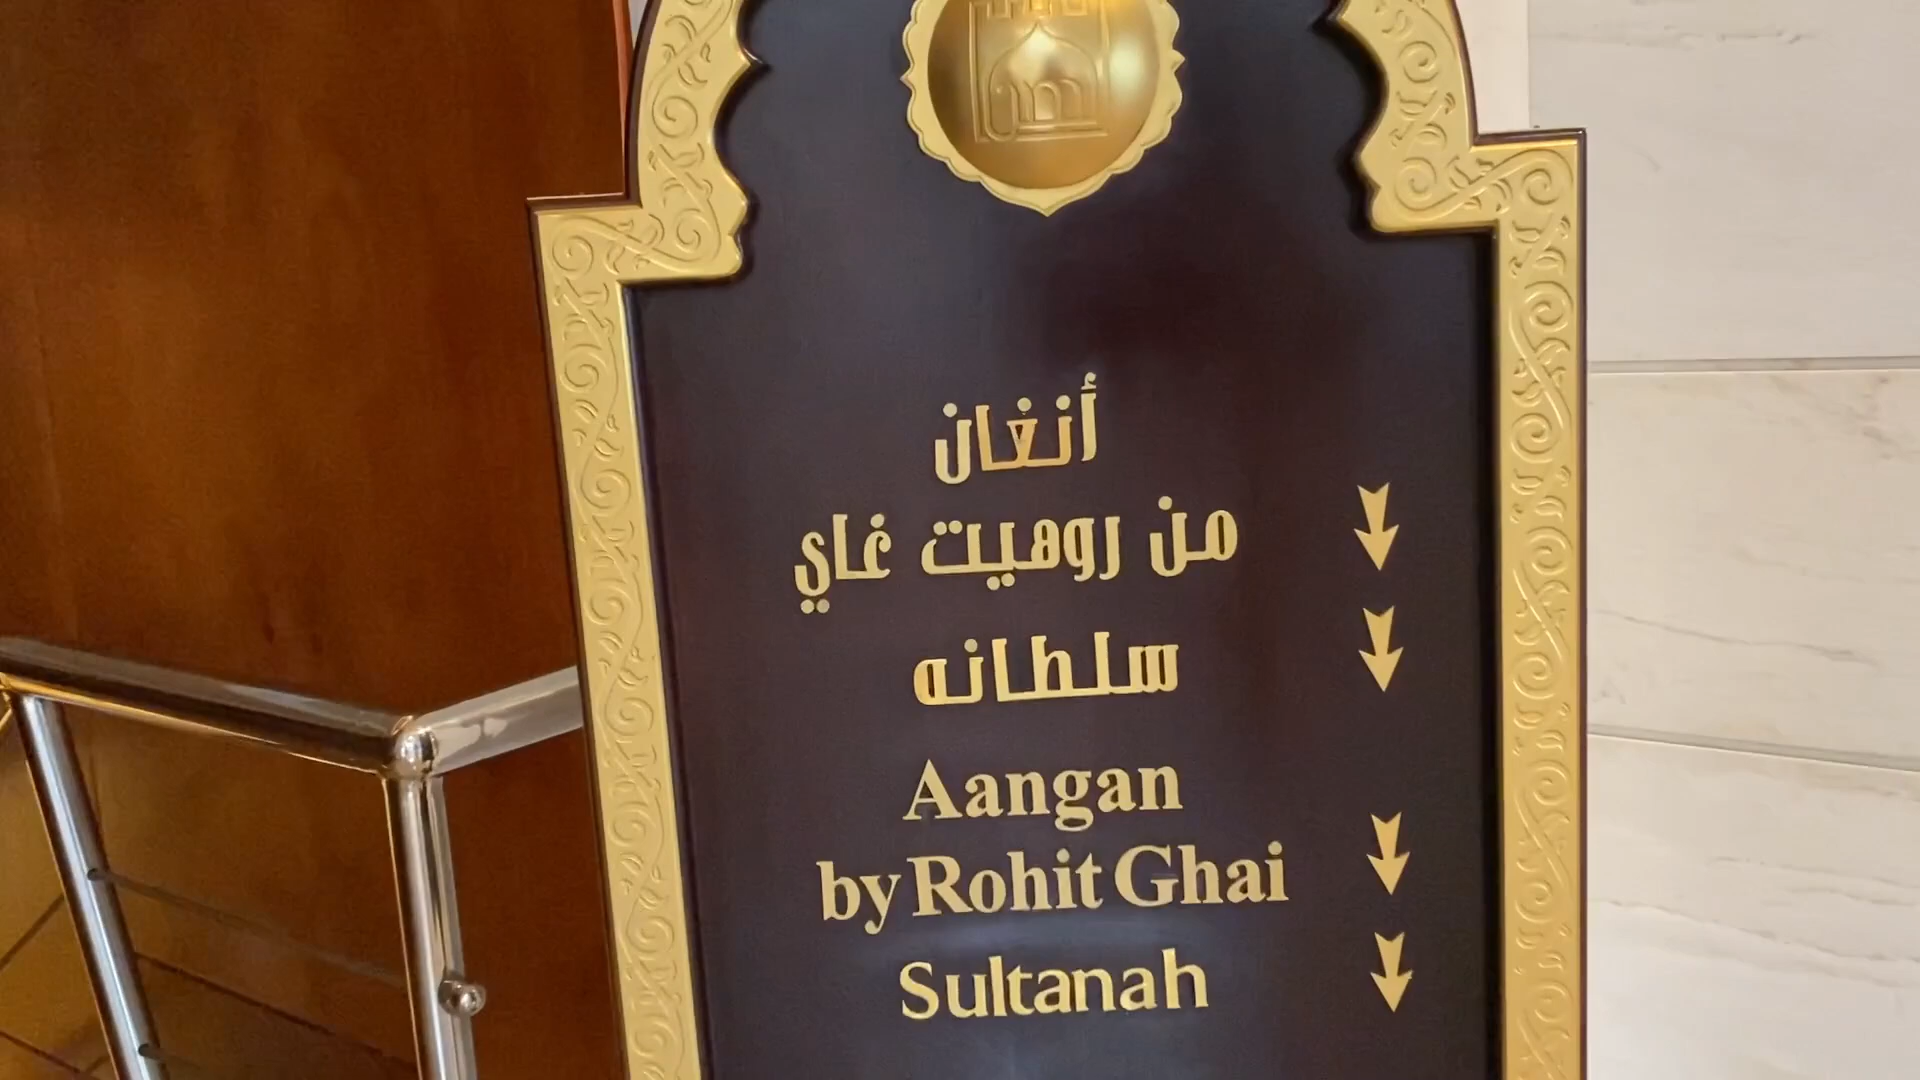 أنغان
من روهيت غاي
سلطانه
Aangan
by Rohit Ghai
Sultanah